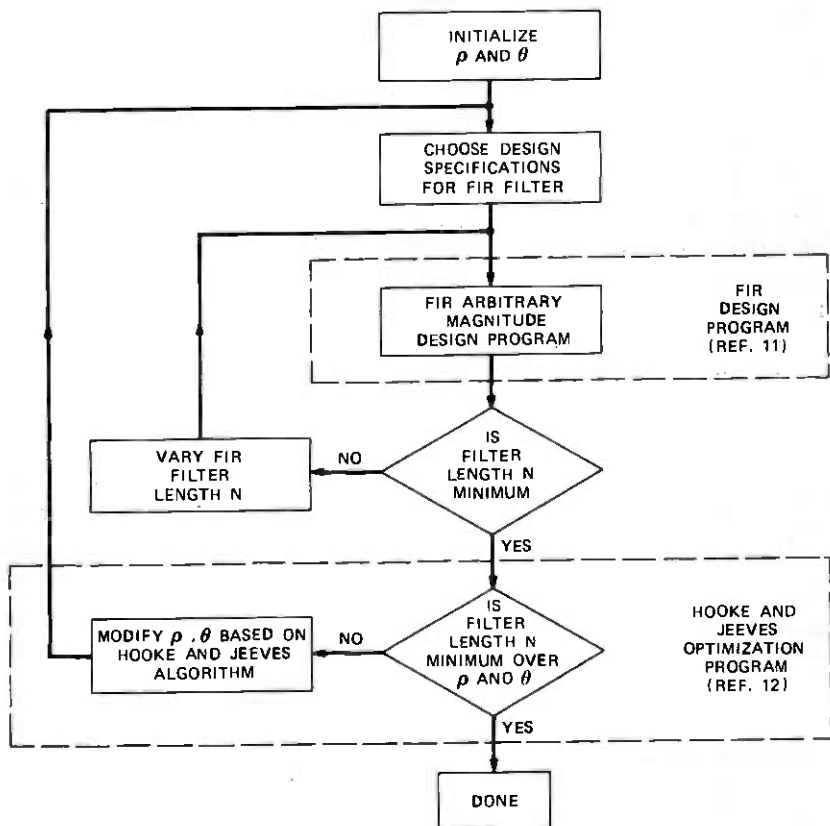 INITIALIZE
ρ AND θ
CHOOSE DESIGN
SPECIFICATIONS
FOR FIR FILTER
FIR ARBITRARY
MAGNITUDE
DESIGN PROGRAM
FIR
DESIGN
PROGRAM
(REF. 11)
IS
FILTER
LENGTH N
MINIMUM
NO
VARY FIR
FILTER
LENGTH N
YES
IS
FILTER
LENGTH N
MINIMUM OVER
ρ AND θ
NO
MODIFY ρ , θ BASED ON
HOOKE AND JEEVES
ALGORITHM
HOOKE AND
JEEVES
OPTIMIZATION
PROGRAM
(REF. 12)
YES
DONE